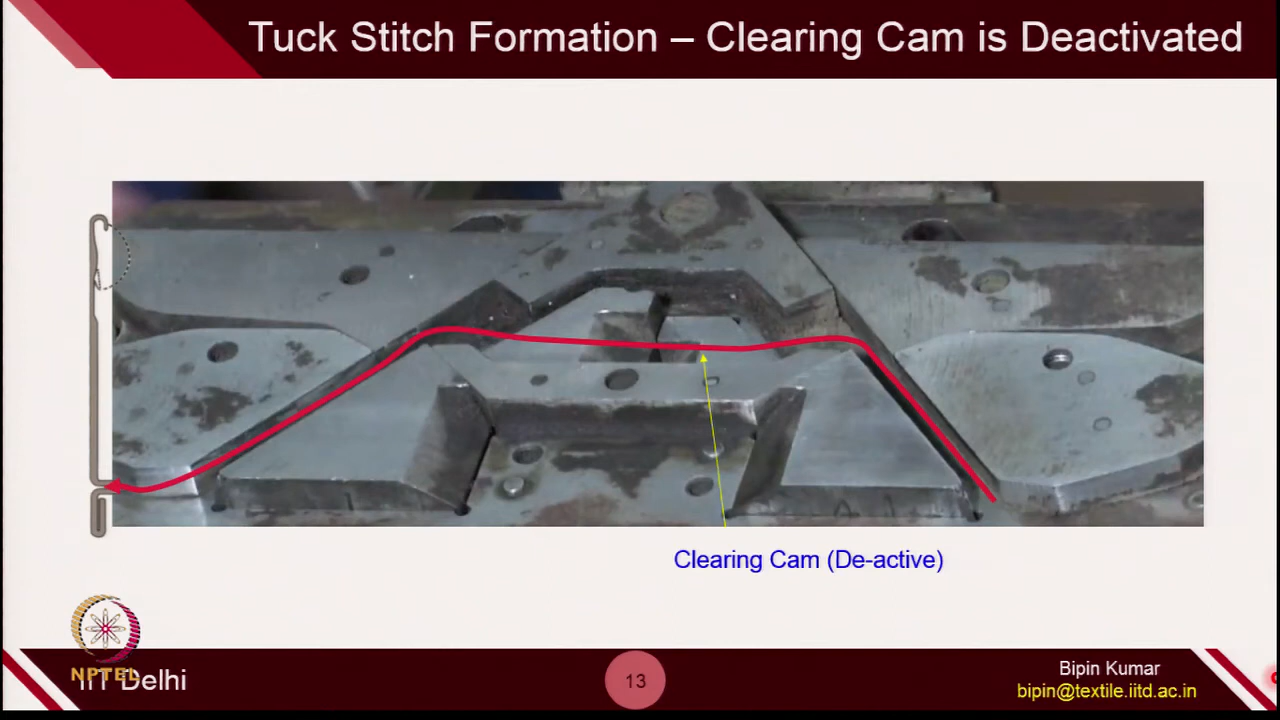 Tuck Stitch Formation – Clearing Cam is Deactivated
Clearing Cam (De-active)
NPTEL
IIT Delhi
13
Bipin Kumar
bipin@textile.iitd.ac.in